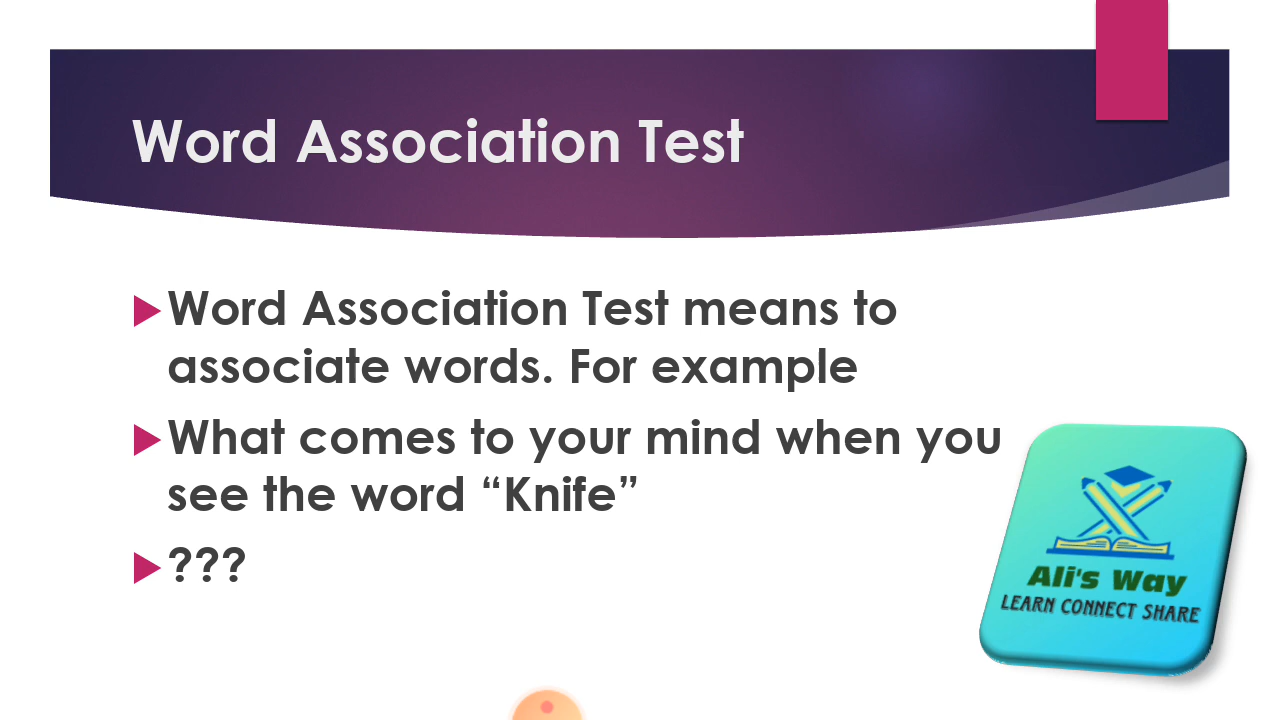 Word Association Test
Word Association Test means to
associate words. For example
What comes to your mind when you
see the word “Knife”
???
Ali's Way
LEARN CONNECT SHARE